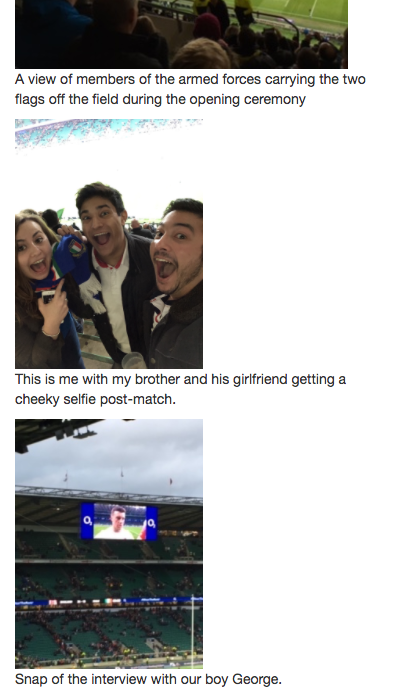 A view of members of the armed forces carrying the two
flags off the field during the opening ceremony
This is me with my brother and his girlfriend getting a
cheeky selfie post-match.
O2
O2
Snap of the interview with our boy George.